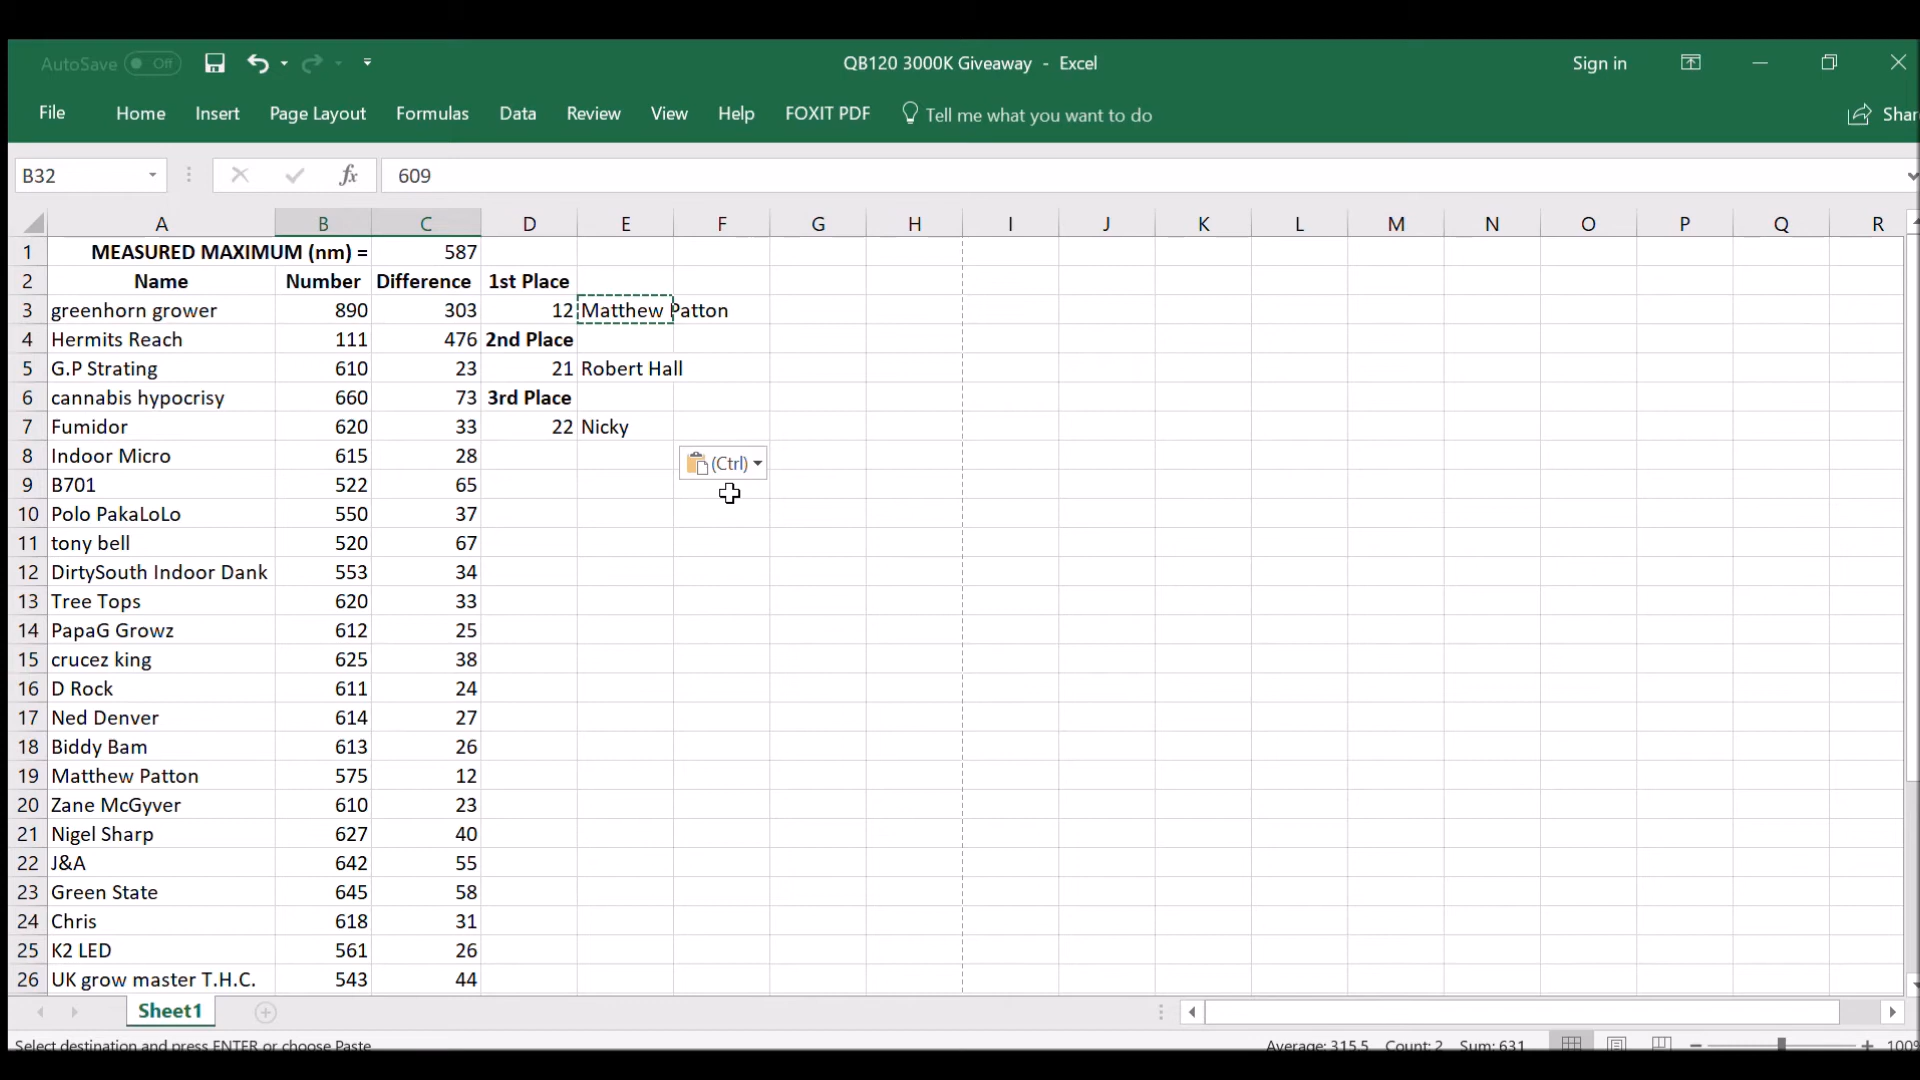 AutoSave Off QB120 3000K Giveaway - Excel Sign in
File Home Insert Page Layout Formulas Data Review View Help FOXIT PDF Tell me what you want to do Shar
B32 fx 609
A B C D E F G H I J K L M N O P Q R
1 MEASURED MAXIMUM (nm) = 587
2 Name Number Difference 1st Place
3 greenhorn grower 890 303 12 Matthew Patton
4 Hermits Reach 111 476 2nd Place
5 G.P Strating 610 23 21 Robert Hall
6 cannabis hypocrisy 660 73 3rd Place
7 Fumidor 620 33 22 Nicky
8 Indoor Micro 615 28 (Ctrl)
9 B701 522 65
10 Polo PakaLoLo 550 37
11 tony bell 520 67
12 DirtySouth Indoor Dank 553 34
13 Tree Tops 620 33
14 PapaG Growz 612 25
15 crucez king 625 38
16 D Rock 611 24
17 Ned Denver 614 27
18 Biddy Bam 613 26
19 Matthew Patton 575 12
20 Zane McGyver 610 23
21 Nigel Sharp 627 40
22 J&A 642 55
23 Green State 645 58
24 Chris 618 31
25 K2 LED 561 26
26 UK grow master T.H.C. 543 44
Sheet1
Select destination and press ENTER or choose Paste Average: 315.5 Count: 2 Sum: 631 100%